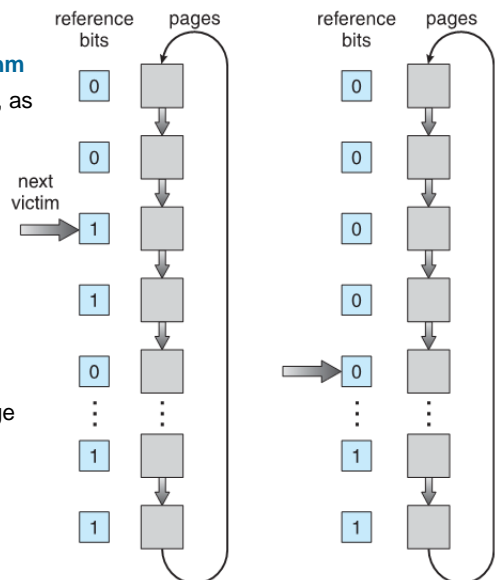 reference
bits
pages
reference
bits
pages
am
, as
0
0
0
0
next
victim
1
0
1
0
0
0
ge
1
1
1
1